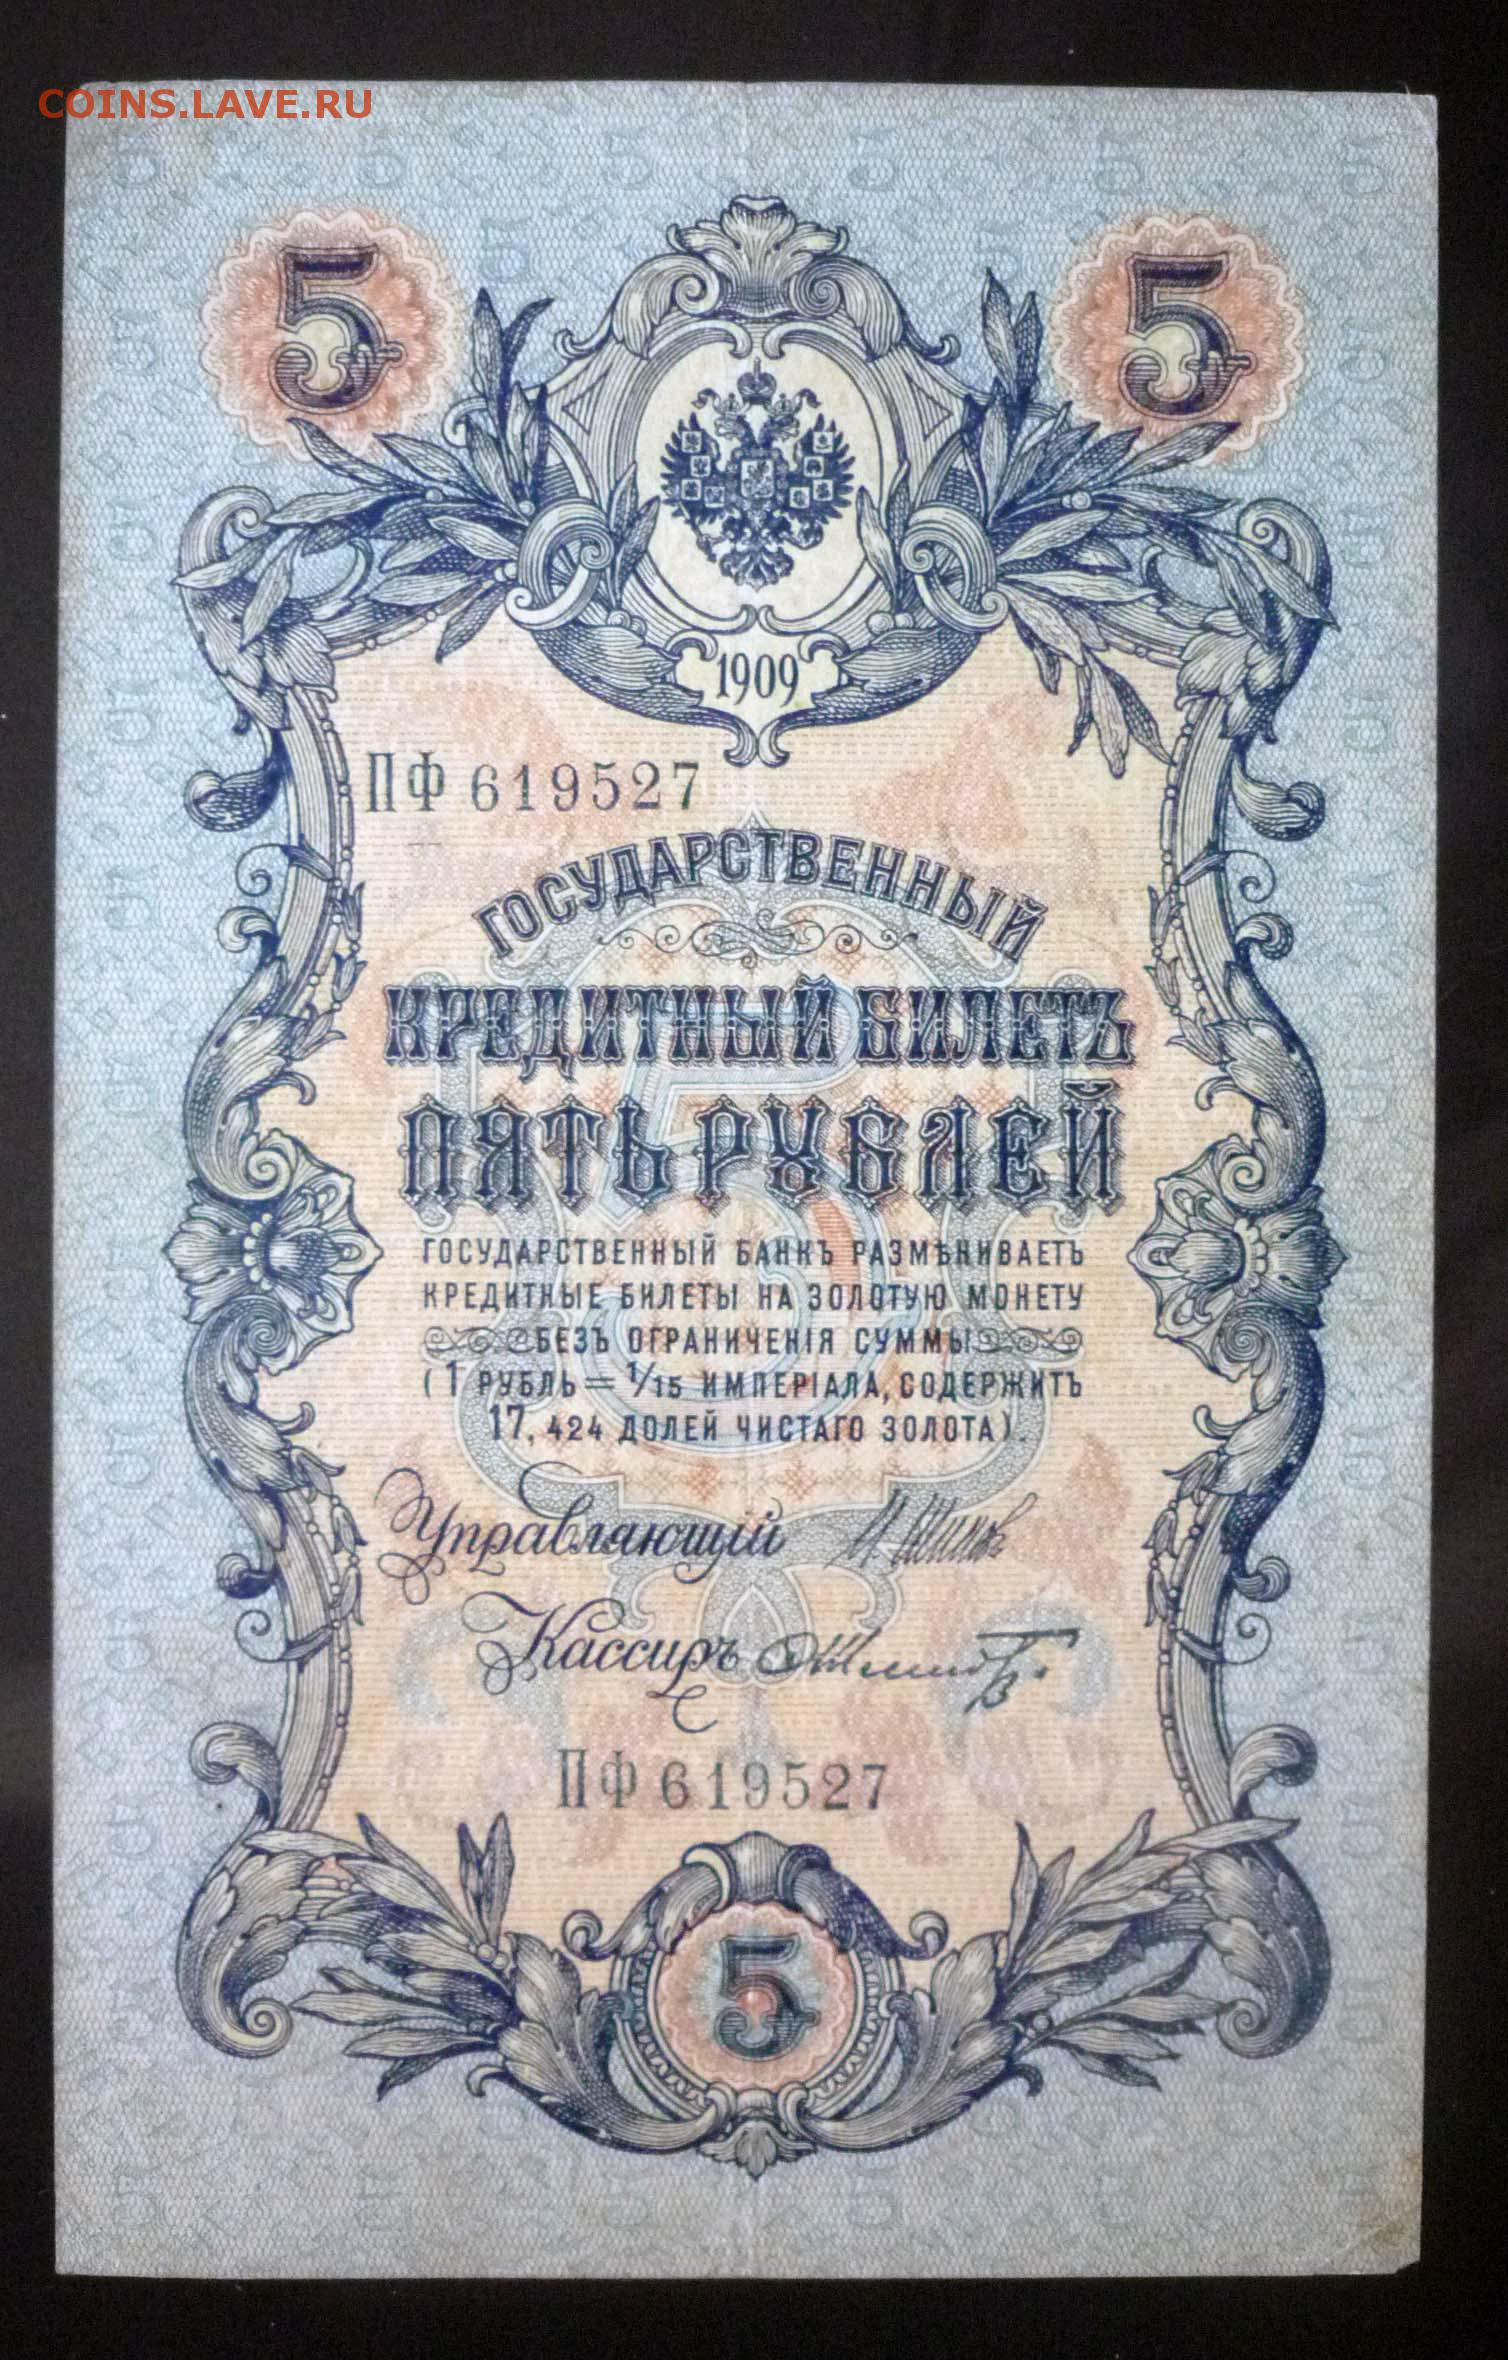 COINS.LAVE.RU
5 5
1909
ПФ 619527
ГОСУДАРСТВЕННЫЙ
КРЕДИТНЫЙ БИЛЕТЪ
ПЯТЬ РУБЛЕЙ
ГОСУДАРСТВЕННЫЙ БАНКЪ РАЗМѢНИВАЕТЪ
КРЕДИТНЫЕ БИЛЕТЫ НА ЗОЛОТУЮ МОНЕТУ
БЕЗЪ ОГРАНИЧЕНІЯ СУММЫ
(1 РУБЛЬ = 1/15 ИМПЕРІАЛА, СОДЕРЖИТЪ
17, 424 ДОЛЕЙ ЧИСТАГО ЗОЛОТА).
Управляющій
Кассиръ
ПФ 619527
5